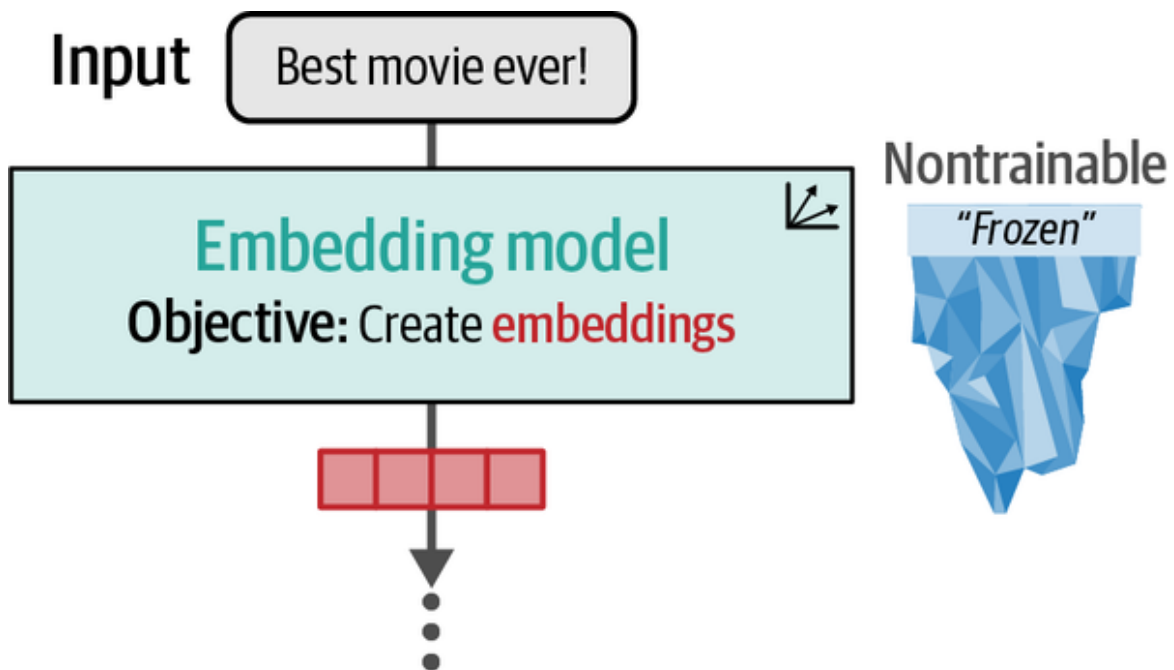 Input
Best movie ever!
Nontrainable
"Frozen"
Embedding model
Objective: Create embeddings